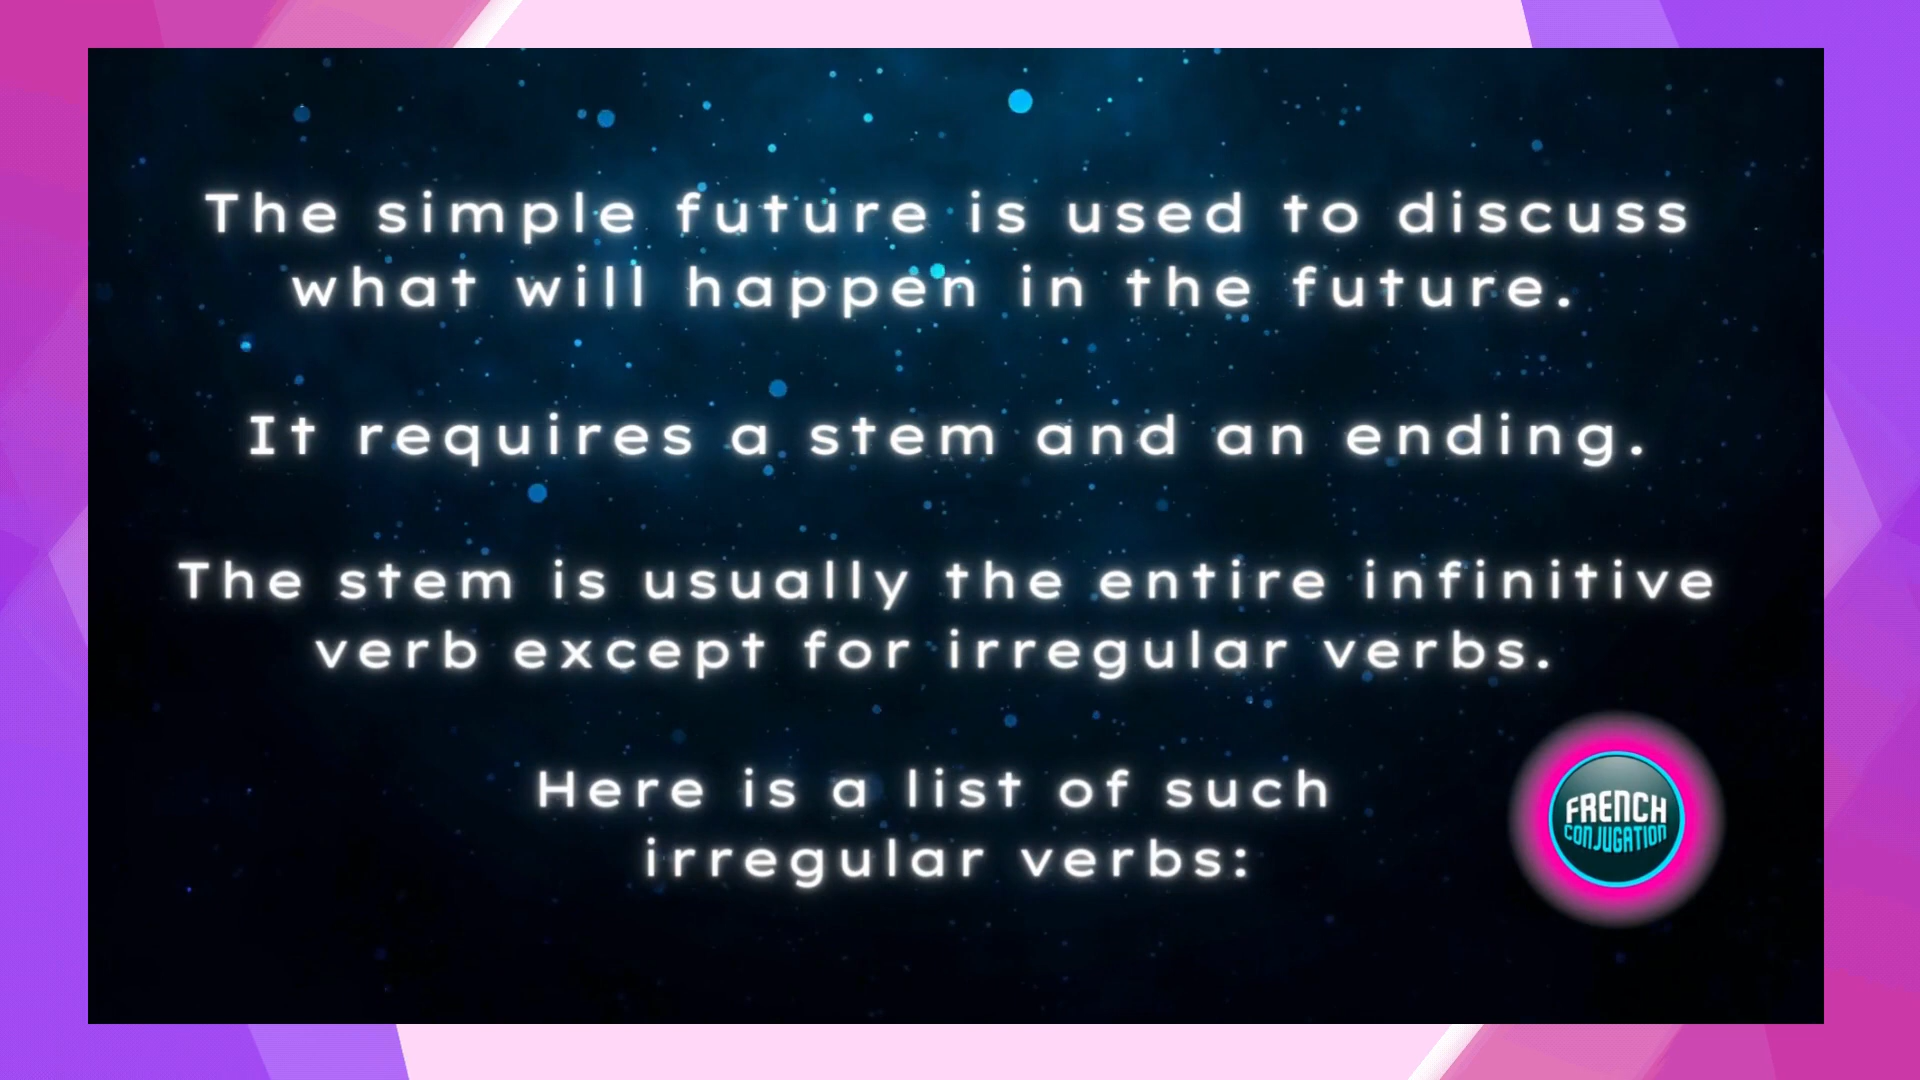 The simple future is used to discuss
what will happen in the future.
It requires a stem and an ending.
The stem is usually the entire infinitive
verb except for irregular verbs.
Here is a list of such
irregular verbs:
FRENCH
CONJUGATION